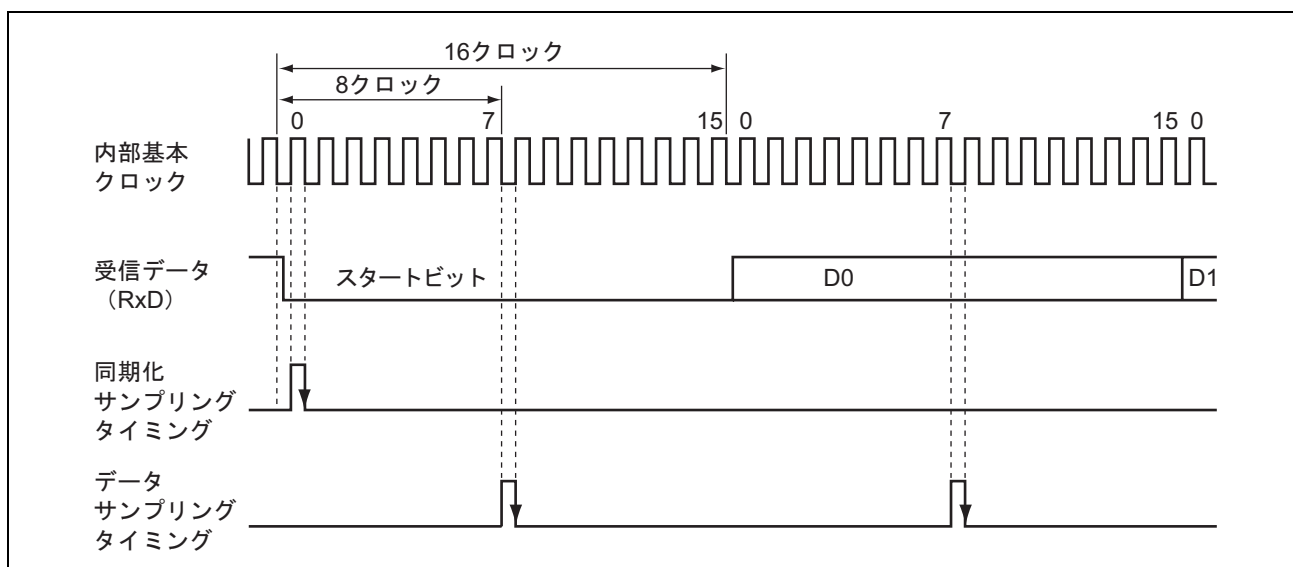 16クロック
8クロック
0 7 15 0 7 15 0
内部基本
クロック
受信データ
（RxD）
スタートビット D0 D1
同期化
サンプリング
タイミング
データ
サンプリング
タイミング